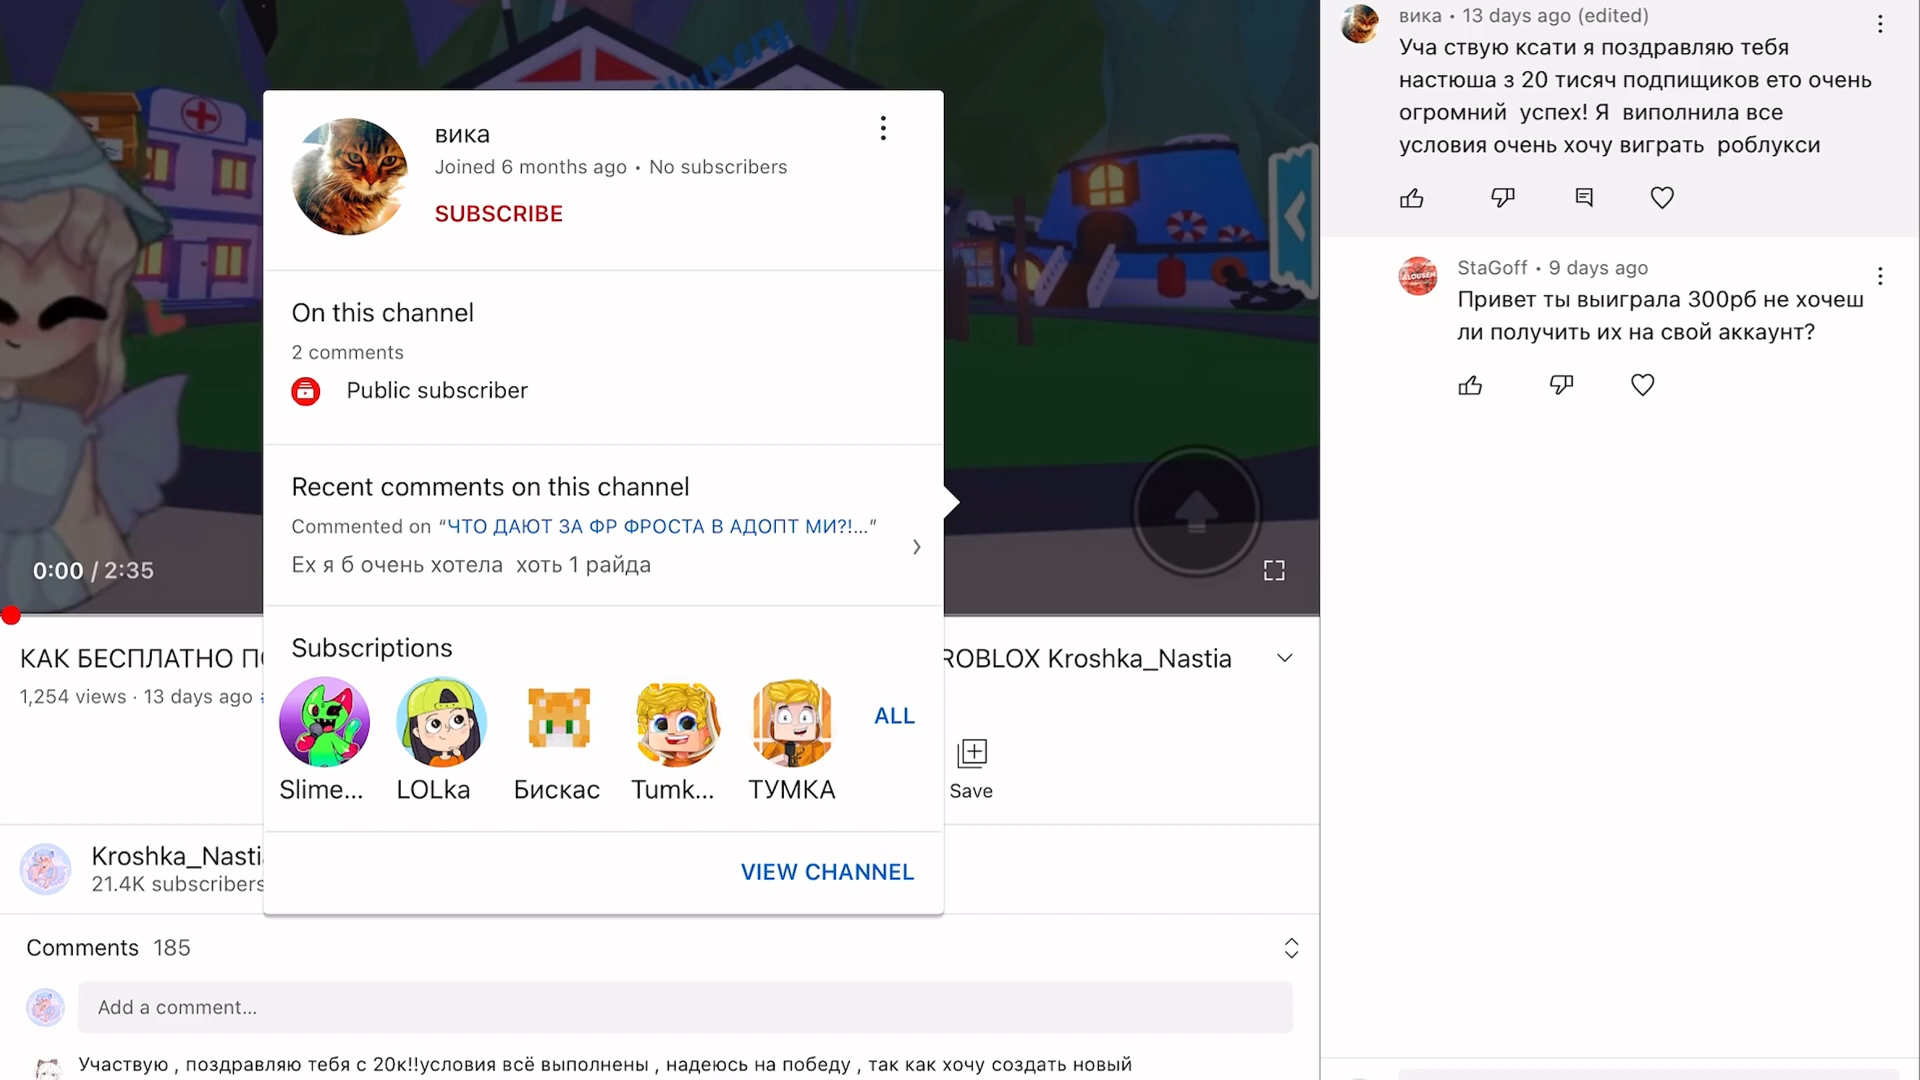 Nursery
вика
Joined 6 months ago • No subscribers
SUBSCRIBE
On this channel
2 comments
Public subscriber
Recent comments on this channel
Commented on “ЧТО ДАЮТ ЗА ФР ФРОСТА В АДОПТ МИ?!...”
Ех я б очень хотела хоть 1 райда
Subscriptions
Slime...
LOLka
Бискас
Tumk...
ТУМКА
ALL
VIEW CHANNEL
0:00 / 2:35
КАК БЕСПЛАТНО
ROBLOX Kroshka_Nastia
1,254 views · 13 days ago
Save
Kroshka_Nasti
21.4K subscribers
Comments 185
Add a comment...
Участвую , поздравляю тебя с 20к!!условия всё выполнены , надеюсь на победу , так как хочу создать новый
вика • 13 days ago (edited)
Уча ствую ксати я поздравляю тебя
настюша з 20 тисяч подпищиков ето очень
огромний успех! Я виполнила все
условия очень хочу виграть роблукси
StaGoff • 9 days ago
Привет ты выиграла 300рб не хочеш
ли получить их на свой аккаунт?